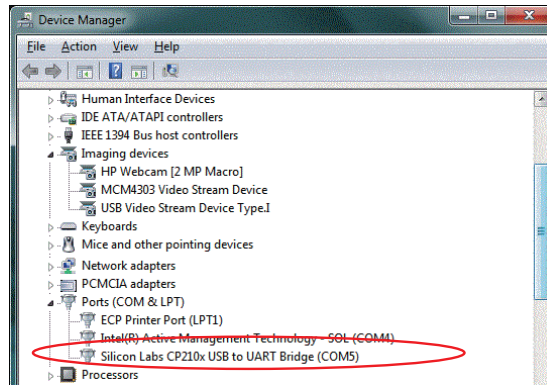 Device Manager
File Action View Help
Human Interface Devices
IDE ATA/ATAPI controllers
IEEE 1394 Bus host controllers
Imaging devices
HP Webcam [2 MP Macro]
MCM4303 Video Stream Device
USB Video Stream Device Type.I
Keyboards
Mice and other pointing devices
Network adapters
PCMCIA adapters
Ports (COM & LPT)
ECP Printer Port (LPT1)
Intel(R) Active Management Technology - SOL (COM4)
Silicon Labs CP210x USB to UART Bridge (COM5)
Processors